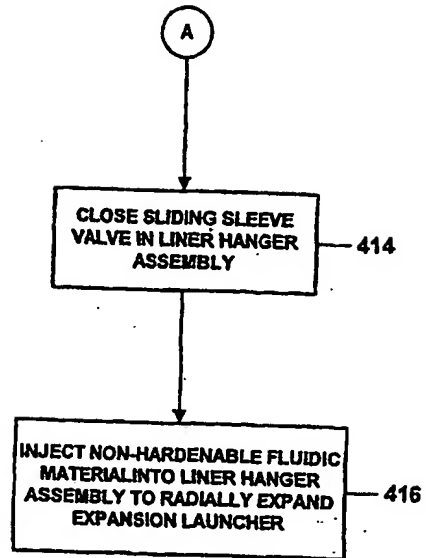 A
CLOSE SLIDING SLEEVE
VALVE IN LINER HANGER
ASSEMBLY
414
INJECT NON-HARDENABLE FLUIDIC
MATERIALINTO LINER HANGER
ASSEMBLY TO RADIALLY EXPAND
EXPANSION LAUNCHER
416